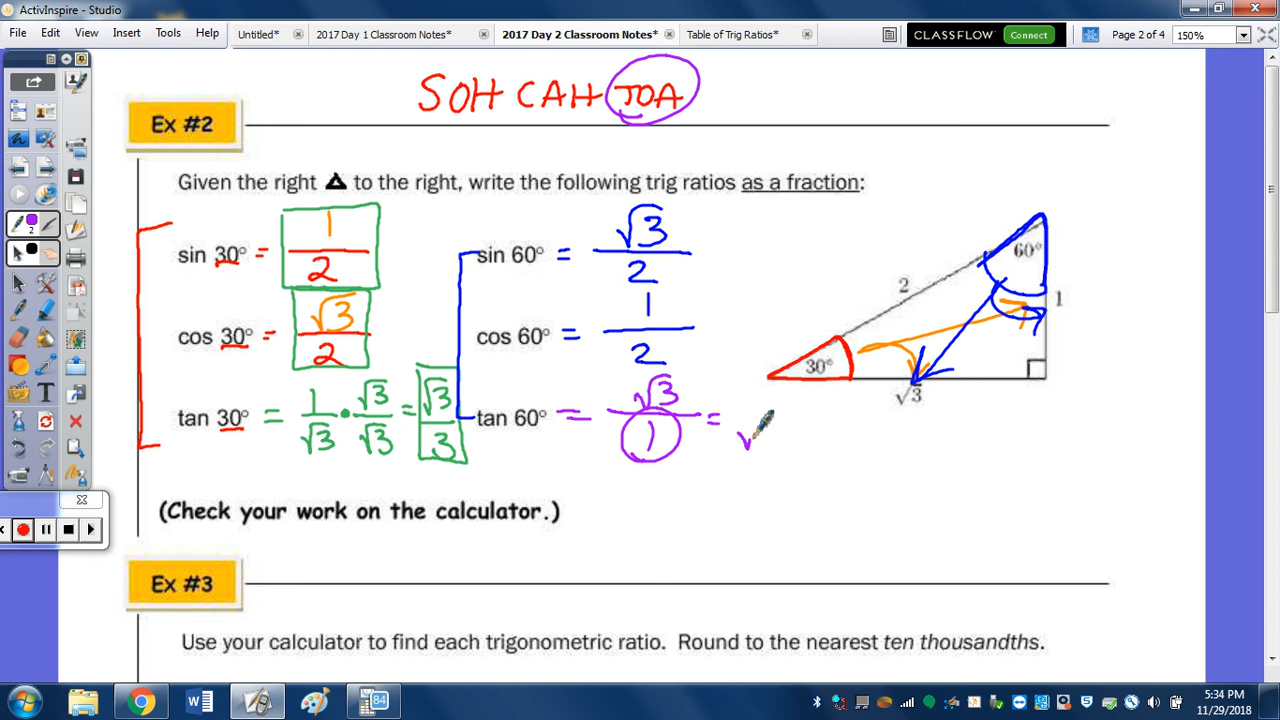 ActivInspire - Studio
File Edit View Insert Tools Help Untitled* 2017 Day 1 Classroom Notes* 2017 Day 2 Classroom Notes* Table of Trig Ratios* CLASSFLOW Connect Page 2 of 4 150%
SOH CAH TOA
Ex #2
Given the right △ to the right, write the following trig ratios as a fraction:
sin 30° = 1/2 sin 60° = √3/2
cos 30° = √3/2 cos 60° = 1/2
tan 30° = 1/√3 • √3/√3 = √3/3 tan 60° = √3/1 = √
60°
2
1
30°
√3
2
(Check your work on the calculator.)
Ex #3
Use your calculator to find each trigonometric ratio. Round to the nearest ten thousandths.
84
5:34 PM
11/29/2018